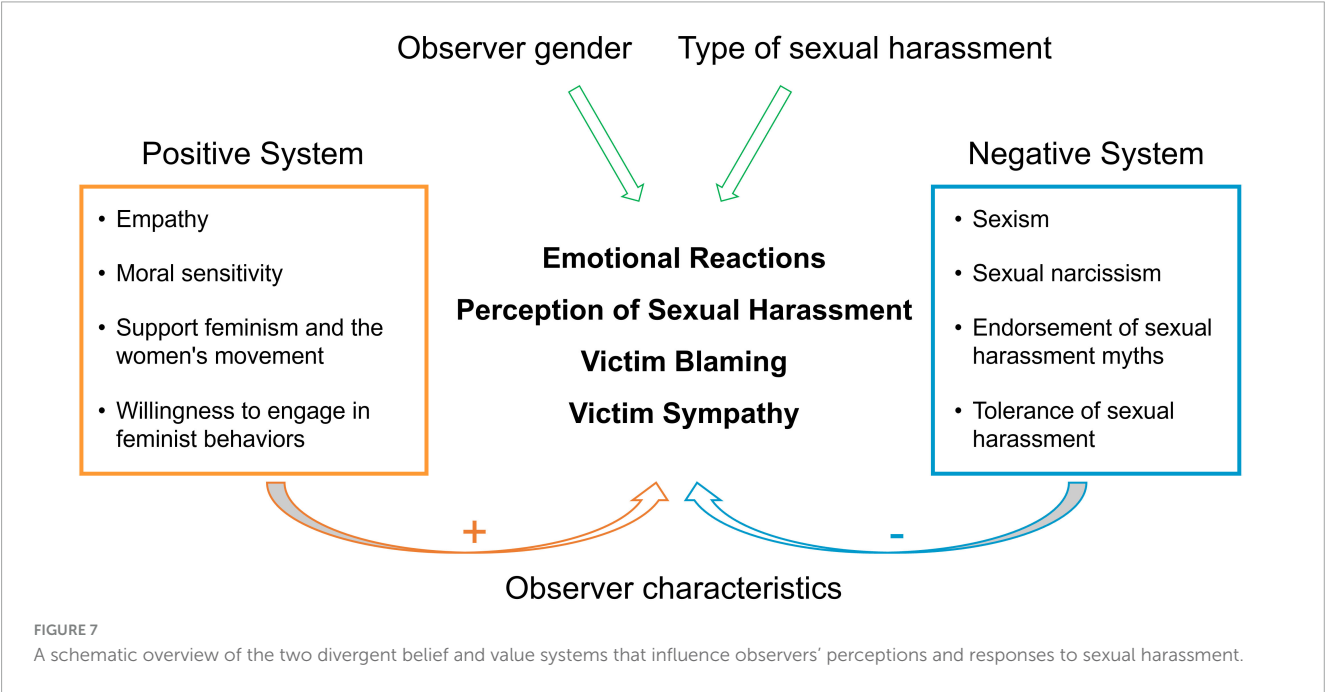 Observer gender
Type of sexual harassment
Positive System
• Empathy
• Moral sensitivity
• Support feminism and the
women's movement
• Willingness to engage in
feminist behaviors
Emotional Reactions
Perception of Sexual Harassment
Victim Blaming
Victim Sympathy
Negative System
• Sexism
• Sexual narcissism
• Endorsement of sexual
harassment myths
• Tolerance of sexual
harassment
+
-
Observer characteristics
FIGURE 7
A schematic overview of the two divergent belief and value systems that influence observers’ perceptions and responses to sexual harassment.